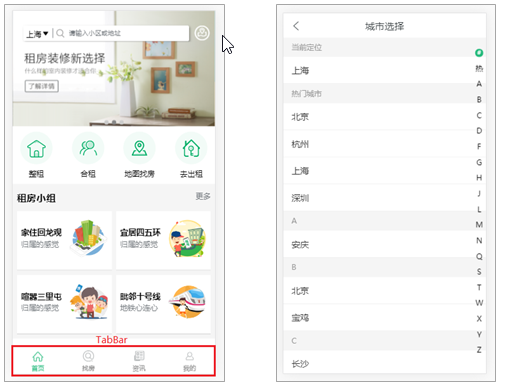 上海
请输入小区或地址
租房装修新选择
了解详情
整租
合租
地图找房
去出租
租房小组
更多
家住回龙观
归属的感觉
宜居四五环
归属的感觉
喧嚣三里屯
归属的感觉
毗邻十号线
地铁心连心
TabBar
首页
找房
资讯
我的
城市选择
当前定位
上海
热门城市
北京
杭州
上海
深圳
A
安庆
B
北京
宝鸡
C
长沙
#
热
A
B
C
D
F
G
H
J
L
M
N
Q
S
T
W
X
Y
Z